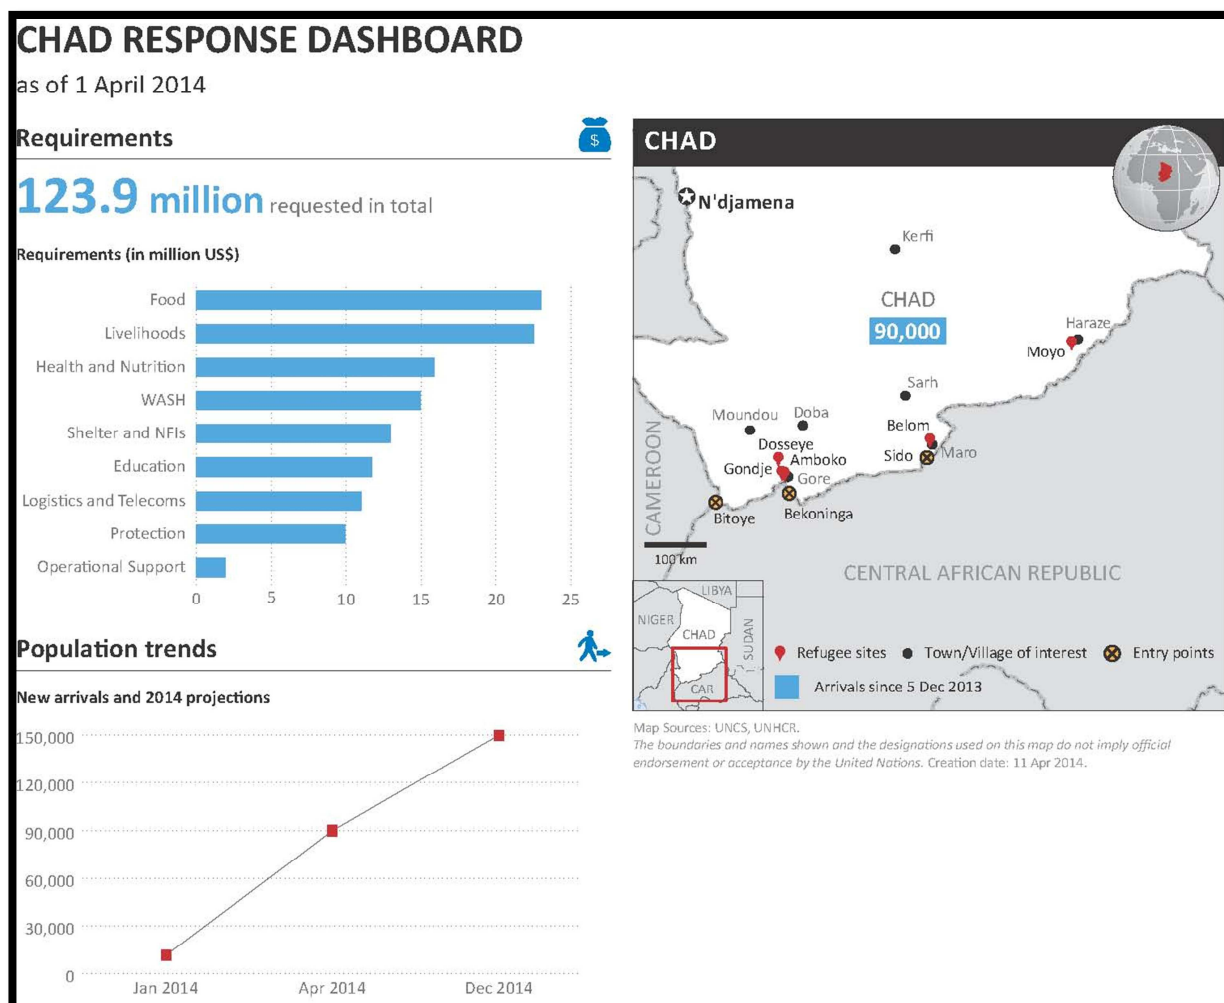 CHAD RESPONSE DASHBOARD
as of 1 April 2014
Requirements
$
123.9 million requested in total
Requirements (in million US$)
Food
Livelihoods
Health and Nutrition
WASH
Shelter and NFIs
Education
Logistics and Telecoms
Protection
Operational Support
0 5 10 15 20 25
Population trends
New arrivals and 2014 projections
150,000
120,000
90,000
60,000
30,000
0
Jan 2014 Apr 2014 Dec 2014
CHAD
N'djamena
Kerfi
CHAD
90,000
Haraze
Moyo
Sarh
Moundou Doba
Belom
Dosseye
Sido Maro
Gondje Amboko
Gore
CAMEROON
Bitoye Bekoninga
100 km
CENTRAL AFRICAN REPUBLIC
LIBYA
NIGER
CHAD
SUDAN
CAR
Refugee sites Town/Village of interest Entry points
Arrivals since 5 Dec 2013
Map Sources: UNCS, UNHCR.
The boundaries and names shown and the designations used on this map do not imply official
endorsement or acceptance by the United Nations. Creation date: 11 Apr 2014.